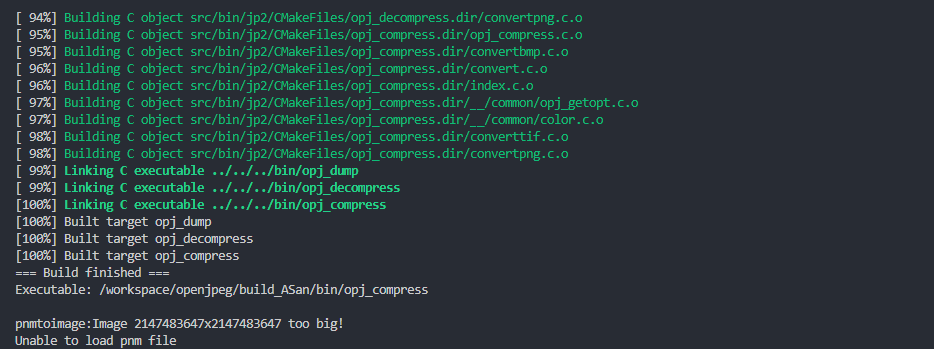 [ 94%] Building C object src/bin/jp2/CMakeFiles/opj_decompress.dir/convertpng.c.o
[ 95%] Building C object src/bin/jp2/CMakeFiles/opj_compress.dir/opj_compress.c.o
[ 95%] Building C object src/bin/jp2/CMakeFiles/opj_compress.dir/convertbmp.c.o
[ 96%] Building C object src/bin/jp2/CMakeFiles/opj_compress.dir/convert.c.o
[ 96%] Building C object src/bin/jp2/CMakeFiles/opj_compress.dir/index.c.o
[ 97%] Building C object src/bin/jp2/CMakeFiles/opj_compress.dir/__/common/opj_getopt.c.o
[ 97%] Building C object src/bin/jp2/CMakeFiles/opj_compress.dir/__/common/color.c.o
[ 98%] Building C object src/bin/jp2/CMakeFiles/opj_compress.dir/converttif.c.o
[ 98%] Building C object src/bin/jp2/CMakeFiles/opj_compress.dir/convertpng.c.o
[ 99%] Linking C executable ../../../bin/opj_dump
[ 99%] Linking C executable ../../../bin/opj_decompress
[100%] Linking C executable ../../../bin/opj_compress
[100%] Built target opj_dump
[100%] Built target opj_decompress
[100%] Built target opj_compress
=== Build finished ===
Executable: /workspace/openjpeg/build_ASan/bin/opj_compress
pnmtoimage:Image 2147483647x2147483647 too big!
Unable to load pnm file